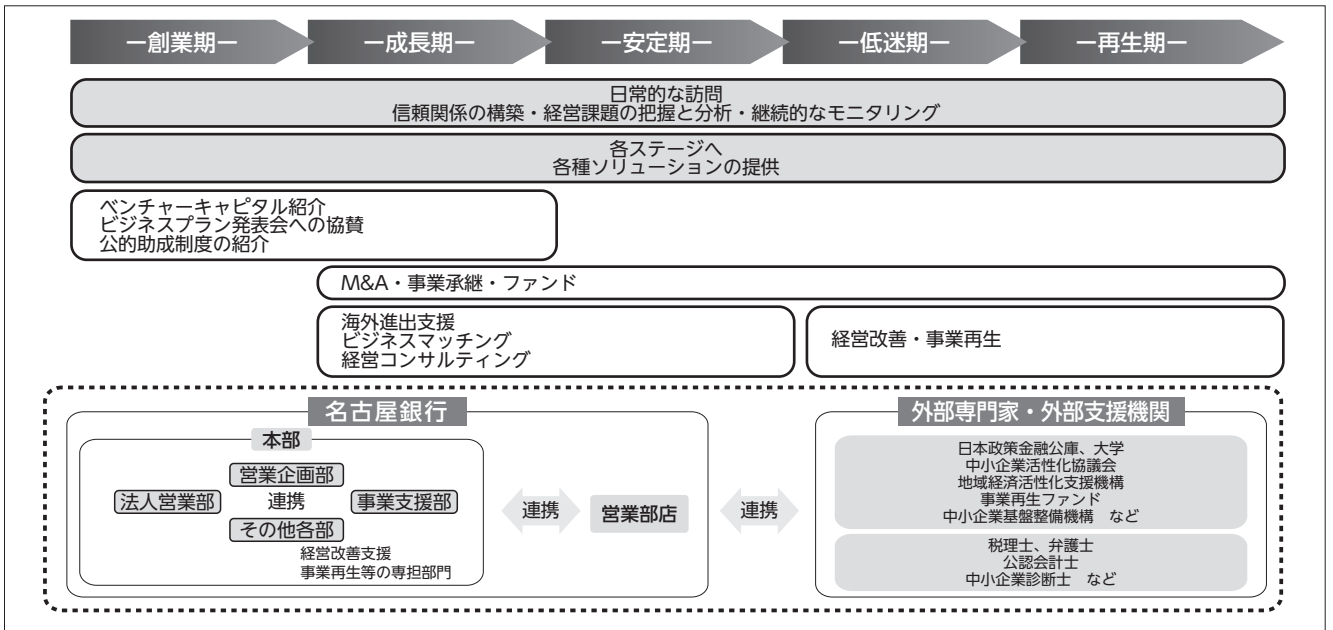 ー創業期ー
ー成長期ー
ー安定期ー
ー低迷期ー
ー再生期ー
日常的な訪問
信頼関係の構築・経営課題の把握と分析・継続的なモニタリング
各ステージへ
各種ソリューションの提供
ベンチャーキャピタル紹介
ビジネスプラン発表会への協賛
公的助成制度の紹介
M&A・事業承継・ファンド
海外進出支援
ビジネスマッチング
経営コンサルティング
経営改善・事業再生
名古屋銀行
本部
営業企画部
法人営業部
連携
事業支援部
その他各部
経営改善支援
事業再生等の専担部門
連携
営業部店
連携
外部専門家・外部支援機関
日本政策金融公庫、大学
中小企業活性化協議会
地域経済活性化支援機構
事業再生ファンド
中小企業基盤整備機構 など
税理士、弁護士
公認会計士
中小企業診断士 など